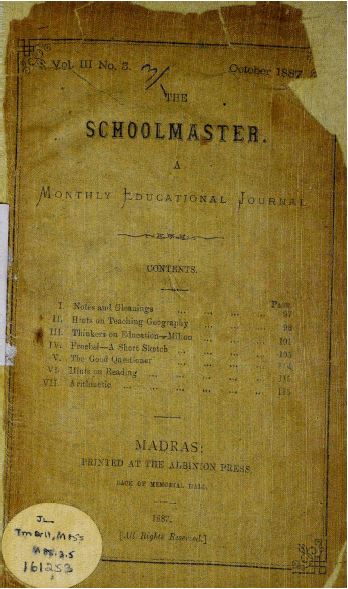 Vol. III No. 3.
October 1887.
THE
SCHOOLMASTER.
A
MONTHLY EDUCATIONAL JOURNAL
CONTENTS.
PAGE
I. Notes and Gleanings ... ... ... ... 97
II. Hints on Teaching Geography ... ... ... 98
III. Thinkers on Education—Milton ... ... 101
IV. Froebel—A Short Sketch ... ... ... 105
V. The Good Questioner ... ... ...
VI. Hints on Reading ... ... ... ...
VII. Arithmetic ... ... ... ... ...
MADRAS:
PRINTED AT THE ALBINION PRESS,
BACK OF MEMORIAL HALL.
1887.
[All Rights Reserved.]
161253